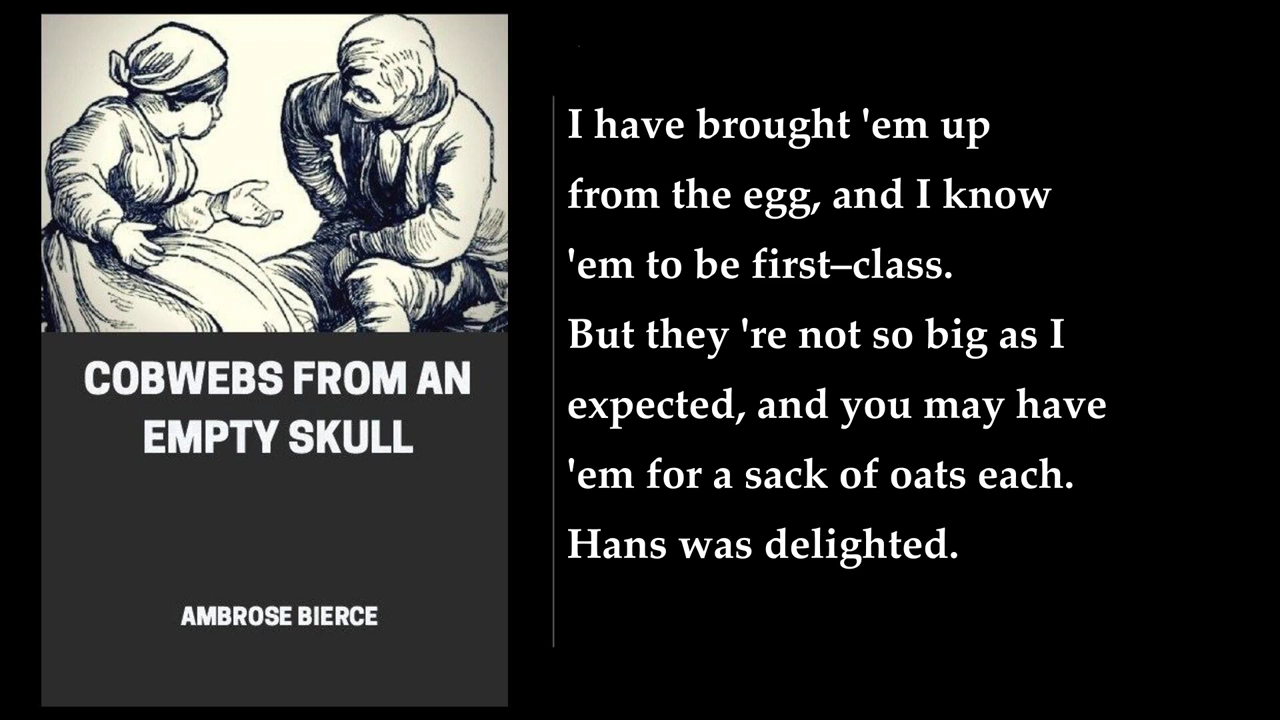 COBWEBS FROM AN
EMPTY SKULL
AMBROSE BIERCE
I have brought 'em up
from the egg, and I know
'em to be first–class.
But they 're not so big as I
expected, and you may have
'em for a sack of oats each.
Hans was delighted.